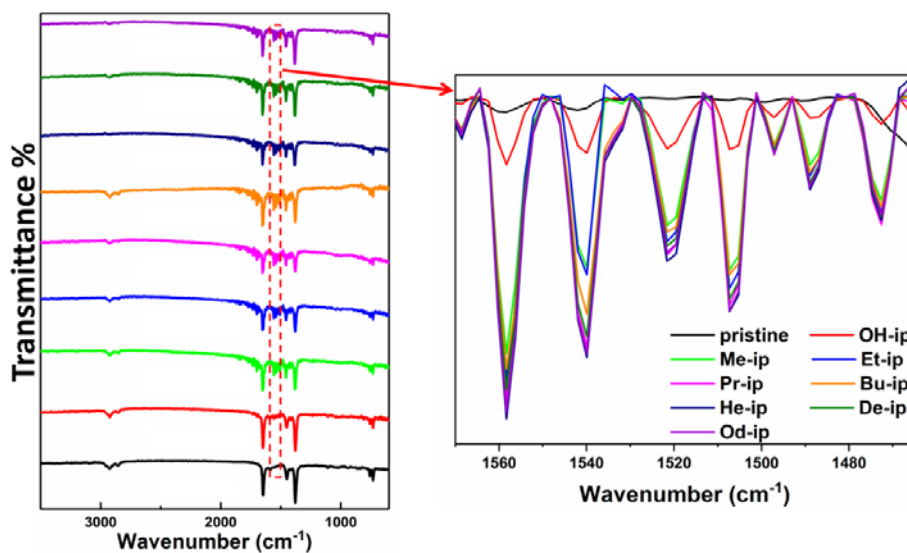 Transmittance %
3000 2000 1000
Wavenumber (cm-1)
pristine OH-ip
Me-ip Et-ip
Pr-ip Bu-ip
He-ip De-ip
Od-ip
1560 1540 1520 1500 1480
Wavenumber (cm-1)